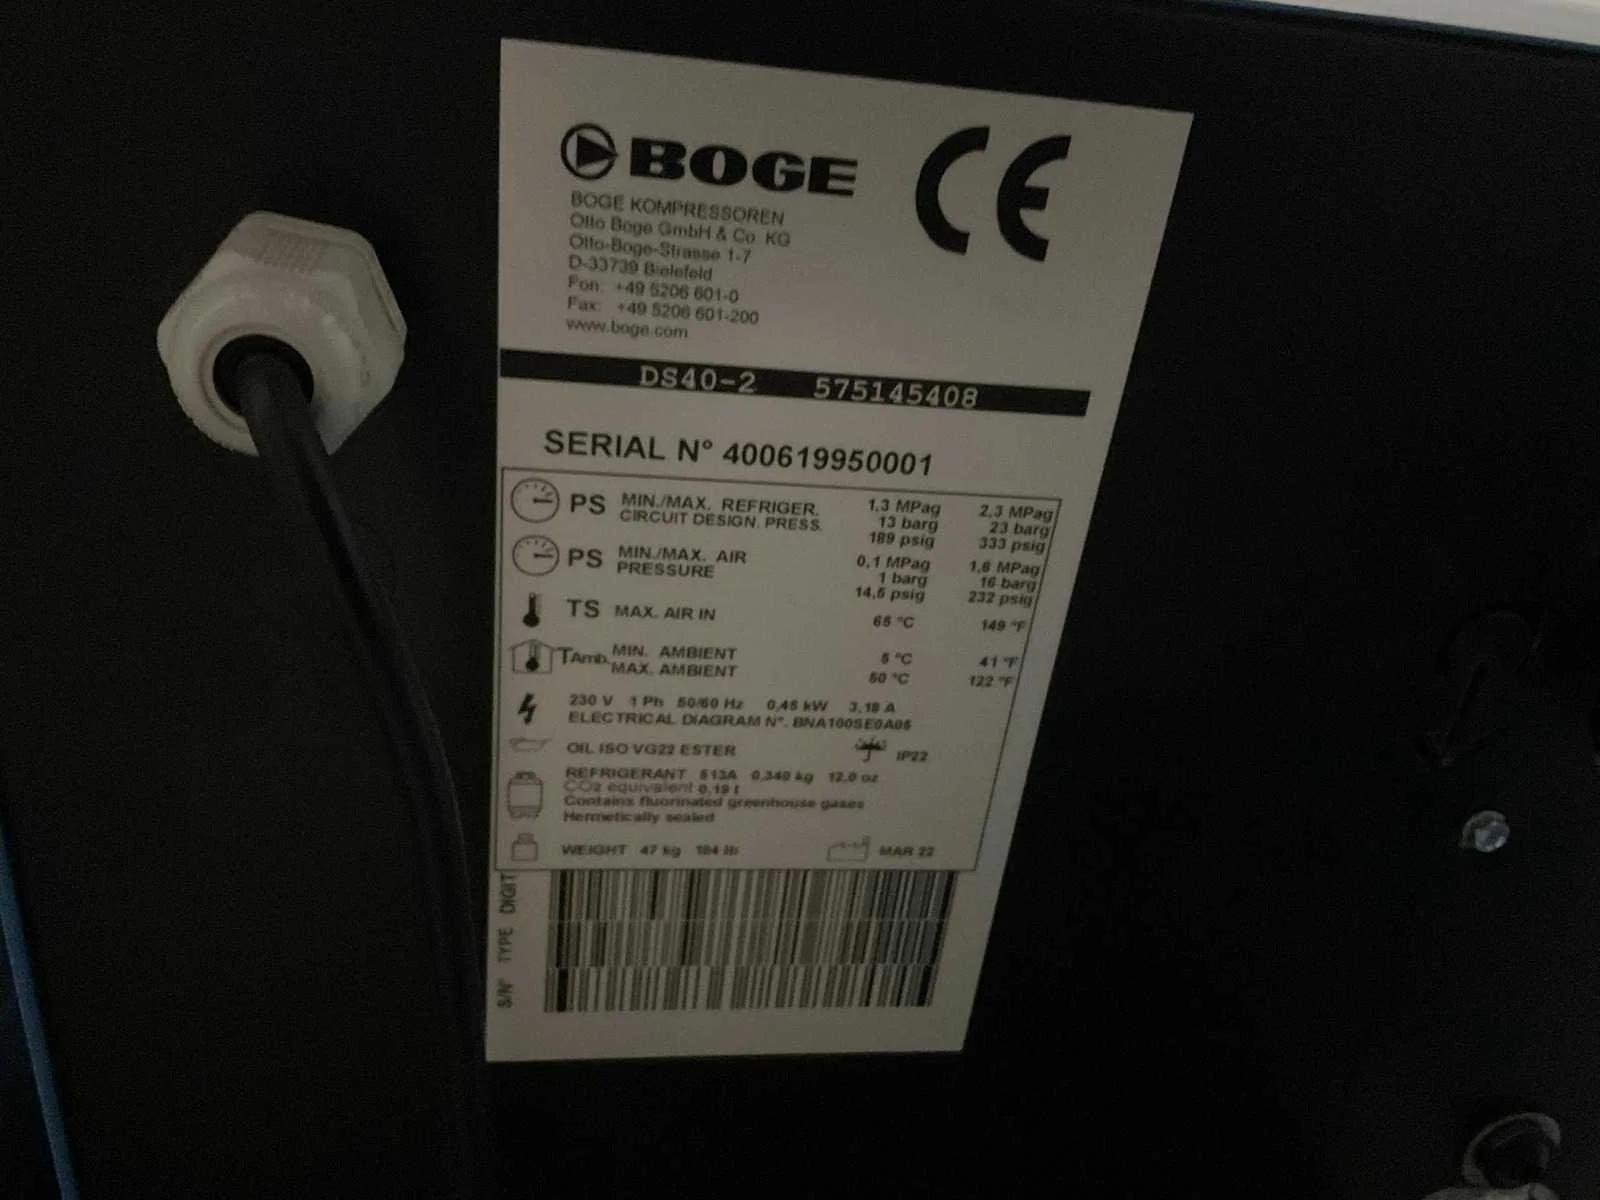 BOGE
CE
BOGE KOMPRESSOREN
Otto Boge GmbH & Co. KG
Otto-Boge-Strasse 1-7
D-33739 Bielefeld
Fon: +49 5206 601-0
Fax: +49 5206 601-200
www.boge.com
DS40-2 575145408
SERIAL N° 400619950001
PS MIN./MAX. REFRIGER. CIRCUIT DESIGN. PRESS. 1,3 MPag 2,3 MPag
13 barg 23 barg
189 psig 333 psig
PS MIN./MAX. AIR PRESSURE 0,1 MPag 1,6 MPag
1 barg 16 barg
14,5 psig 232 psig
TS MAX. AIR IN 65 °C 149 °F
TAmb. MIN. AMBIENT 5 °C 41 °F
MAX. AMBIENT 50 °C 122 °F
230 V 1 Ph 50/60 Hz 0,45 kW 3,18 A
ELECTRICAL DIAGRAM N°. BNA100SE0A05
OIL ISO VG22 ESTER IP22
REFRIGERANT 513A 0,340 kg 12.0 oz
CO2 equivalent 0,19 t
Contains fluorinated greenhouse gases
Hermetically sealed
WEIGHT 47 kg 104 lb MAR 22
S/N° TYPE DIGIT